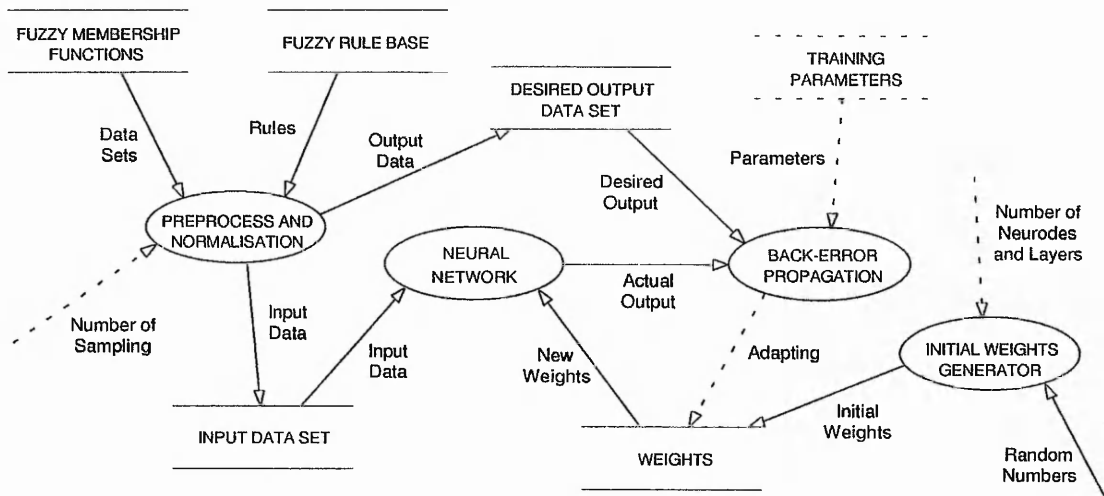 FUZZY MEMBERSHIP
FUNCTIONS
FUZZY RULE BASE
TRAINING
PARAMETERS
DESIRED OUTPUT
DATA SET
Data
Sets
Rules
Output
Data
Parameters
Desired
Output
PREPROCESS AND
NORMALISATION
NEURAL
NETWORK
Actual
Output
BACK-ERROR
PROPAGATION
Number of
Neurodes
and Layers
Number of
Sampling
Input
Data
Input
Data
New
Weights
Adapting
INITIAL WEIGHTS
GENERATOR
Initial
Weights
INPUT DATA SET
WEIGHTS
Random
Numbers